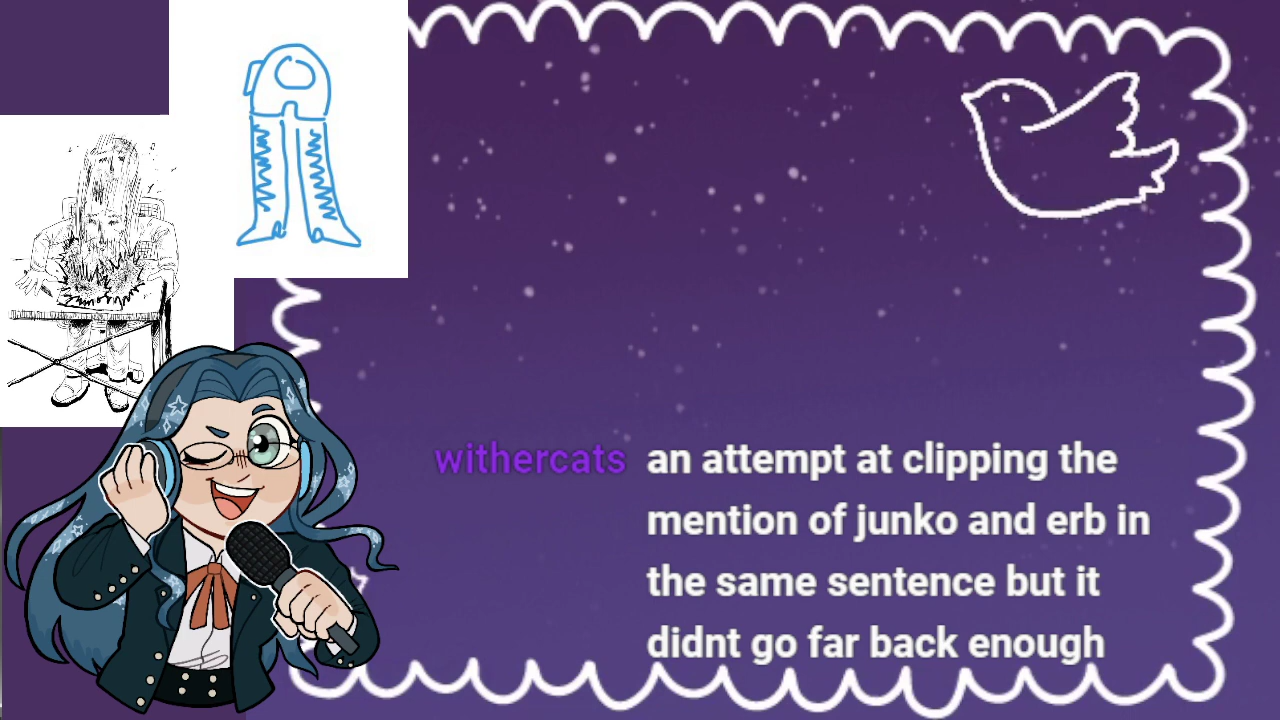 withercats an attempt at clipping the
mention of junko and erb in
the same sentence but it
didnt go far back enough